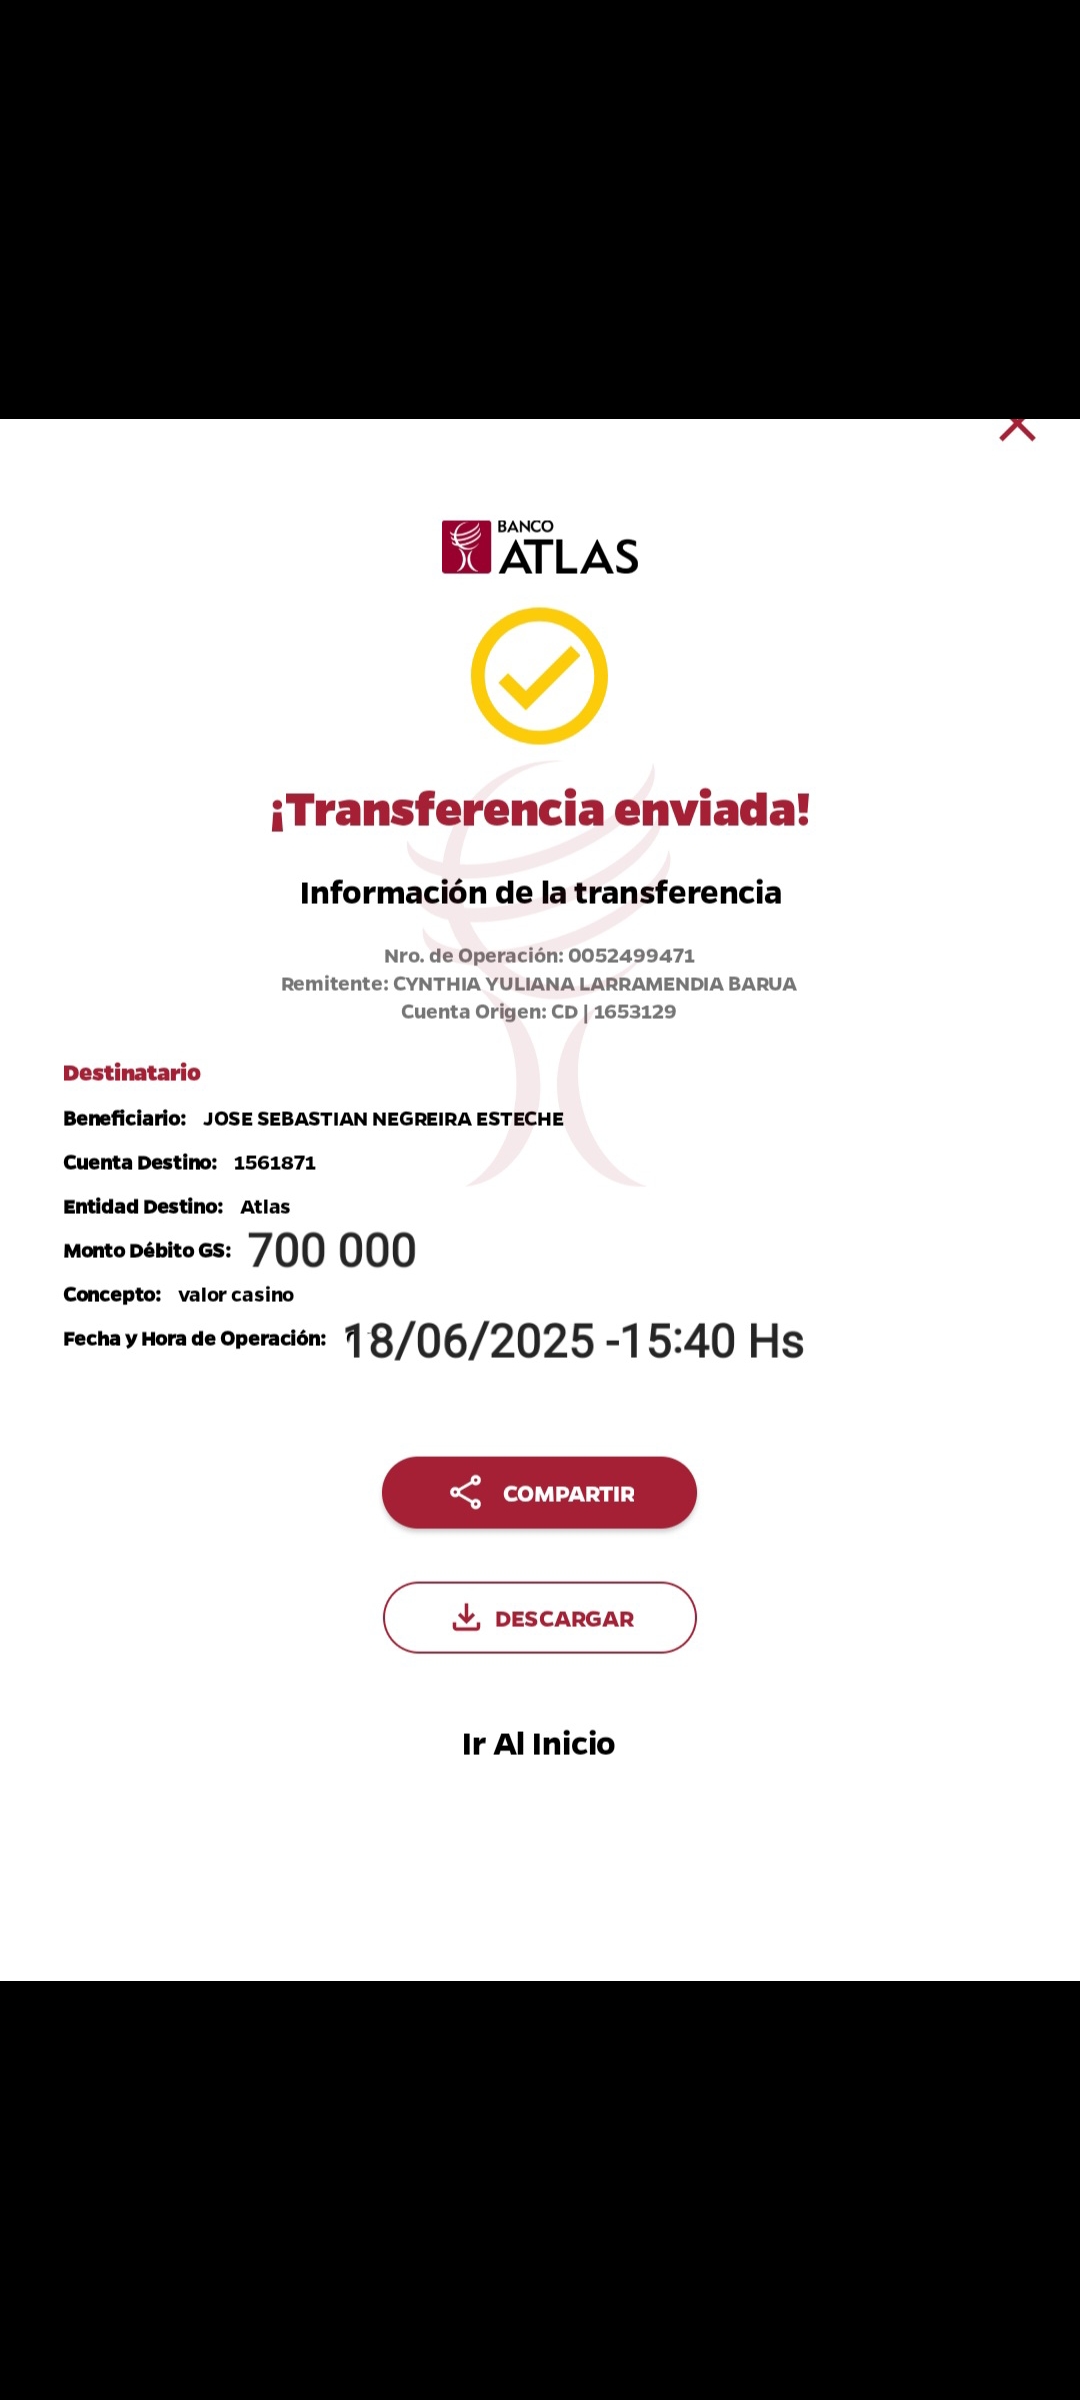 BANCO
ATLAS
¡Transferencia enviada!
Información de la transferencia
Nro. de Operación: 0052499471
Remitente: CYNTHIA YULIANA LARRAMENDIA BARUA
Cuenta Origen: CD | 1653129
Destinatario
Beneficiario: JOSE SEBASTIAN NEGREIRA ESTECHE
Cuenta Destino: 1561871
Entidad Destino: Atlas
Monto Débito GS: 700 000
Concepto: valor casino
Fecha y Hora de Operación: 18/06/2025 -15:40 Hs
COMPARTIR
DESCARGAR
Ir Al Inicio